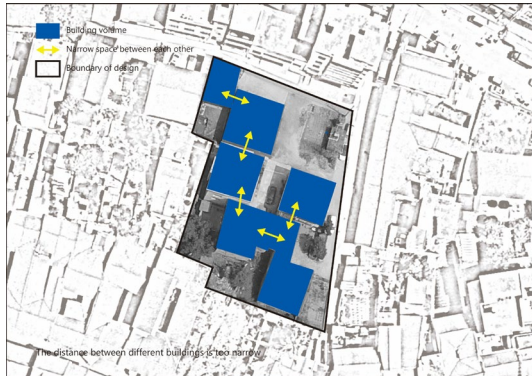 Building volume
Narrow space between each other
Boundary of design
The distance between different buildings is too narrow